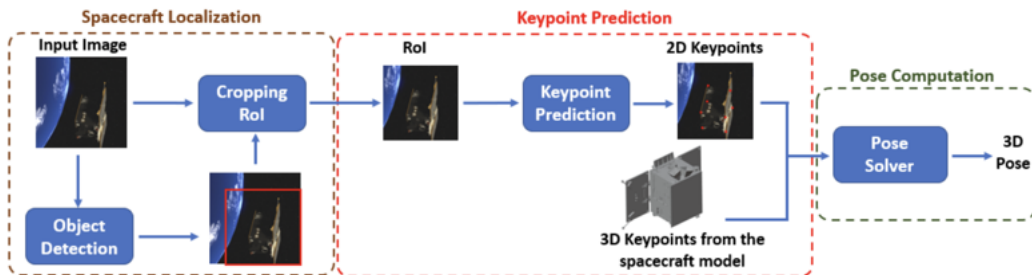 Spacecraft Localization
Keypoint Prediction
Input Image
RoI
2D Keypoints
Pose Computation
Cropping
RoI
Keypoint
Prediction
Pose
Solver
3D
Pose
Object
Detection
3D Keypoints from the
spacecraft model